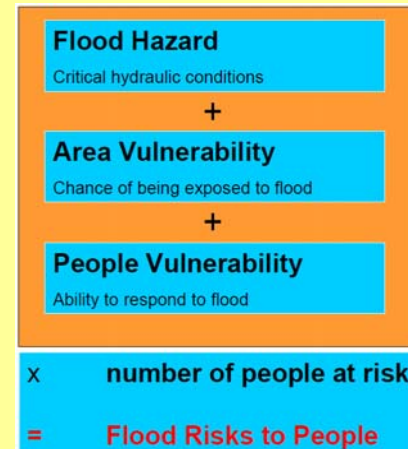 Flood Hazard
Critical hydraulic conditions
+
Area Vulnerability
Chance of being exposed to flood
+
People Vulnerability
Ability to respond to flood
x number of people at risk
= Flood Risks to People